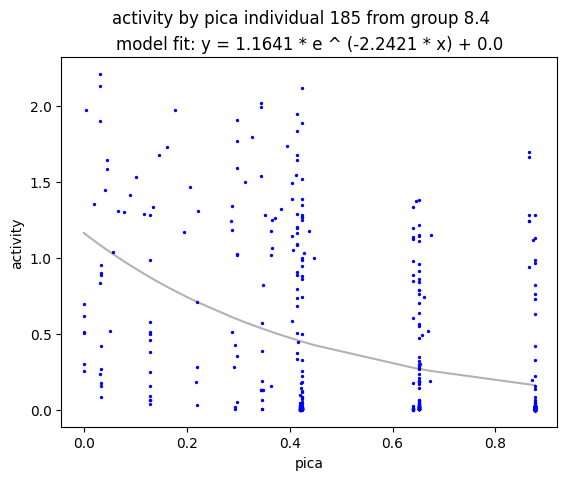 activity by pica individual 185 from group 8.4
model fit: y = 1.1641 * e ^ (-2.2421 * x) + 0.0
2.0
1.5
1.0
0.5
0.0
activity
0.0 0.2 0.4 0.6 0.8
pica